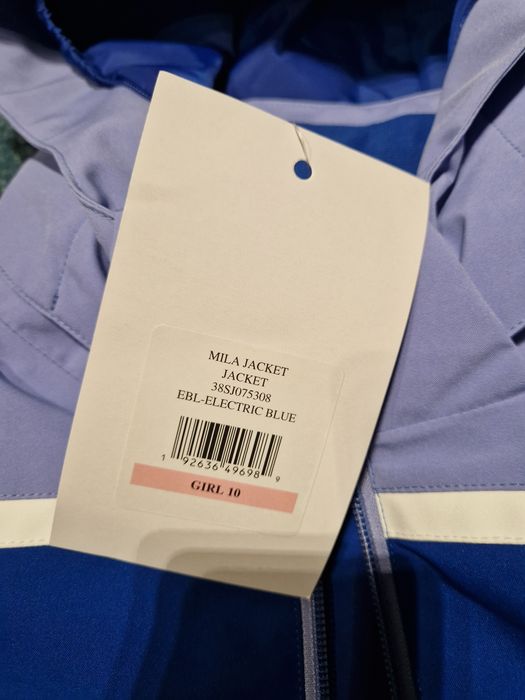 MILA JACKET
JACKET
38SJ075308
EBL-ELECTRIC BLUE
1 92636 49698 9
GIRL 10